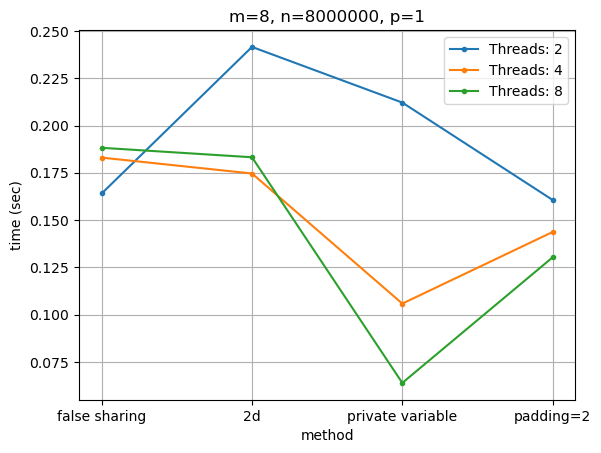 m=8, n=8000000, p=1
Threads: 2
Threads: 4
Threads: 8
0.250
0.225
0.200
0.175
0.150
0.125
0.100
0.075
time (sec)
false sharing 2d private variable padding=2
method